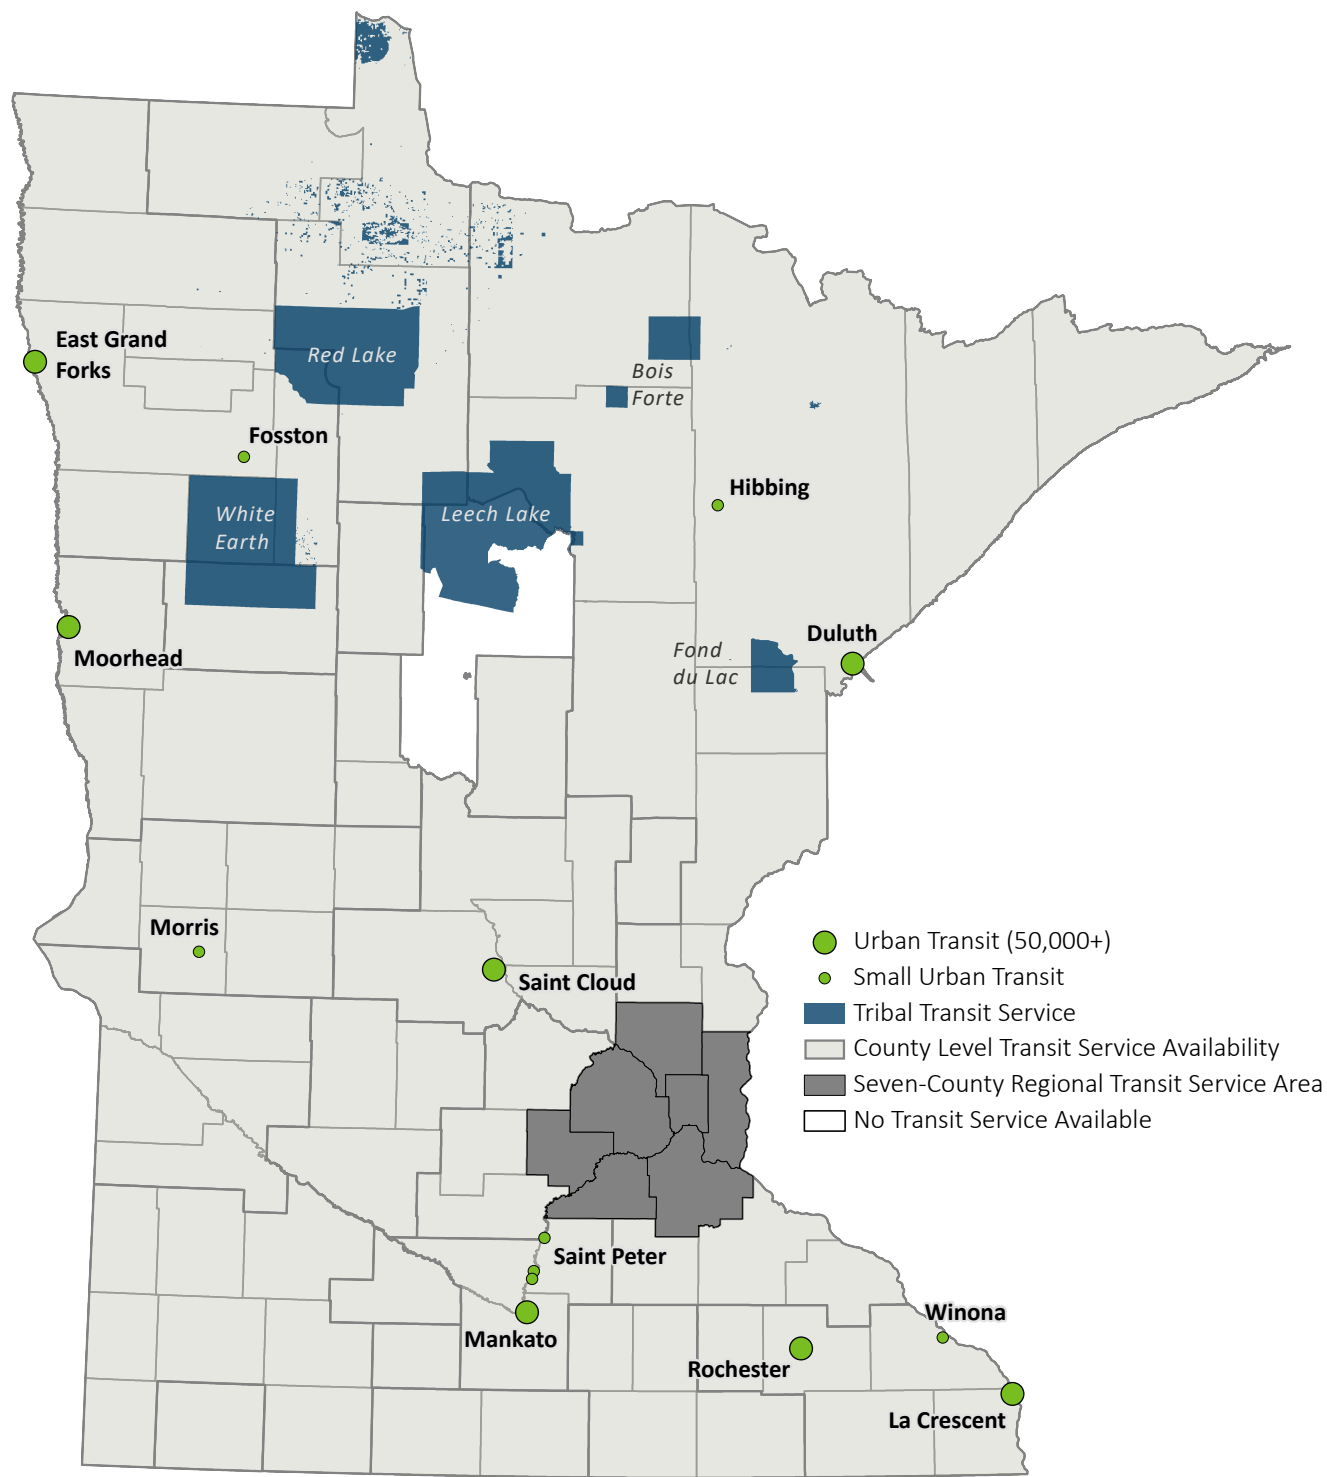 East Grand
Forks
Red Lake
Bois
Forte
Fosston
Hibbing
White
Earth
Leech Lake
Duluth
Fond
du Lac
Moorhead
Morris
Saint Cloud
Urban Transit (50,000+)
Small Urban Transit
Tribal Transit Service
County Level Transit Service Availability
Seven-County Regional Transit Service Area
No Transit Service Available
Saint Peter
Mankato
Winona
Rochester
La Crescent